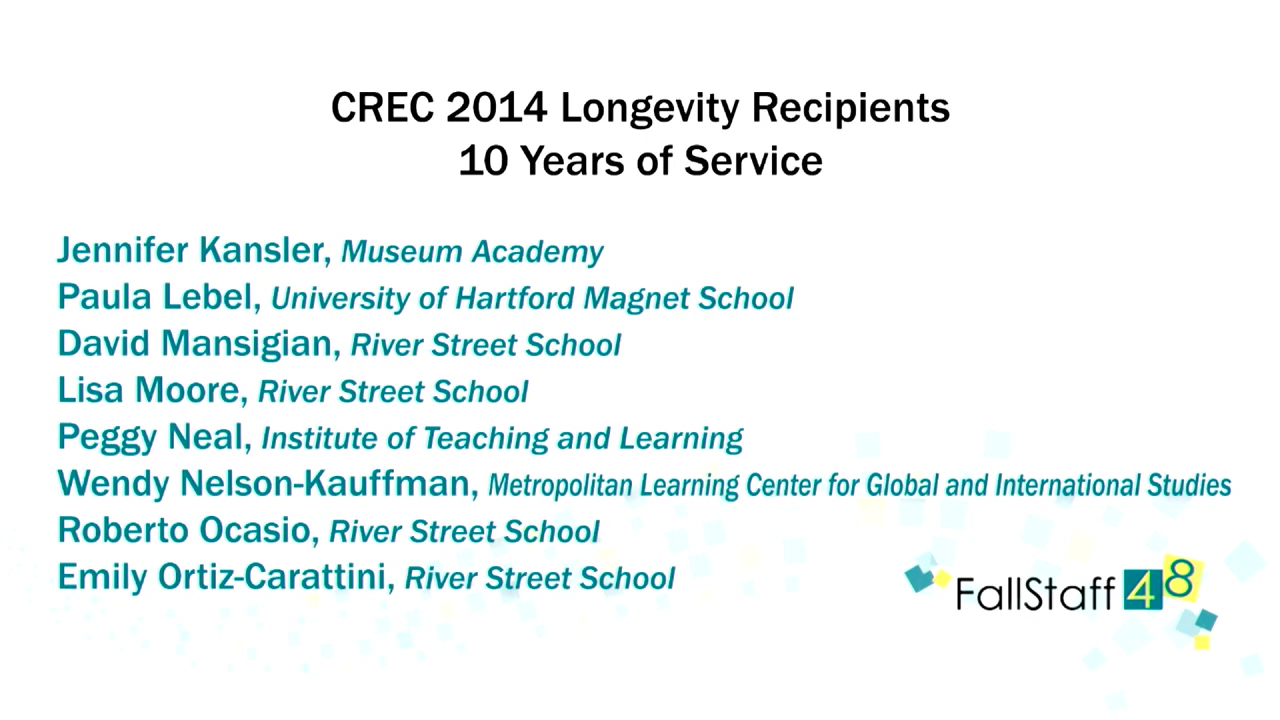 CREC 2014 Longevity Recipients
10 Years of Service
Jennifer Kansler, Museum Academy
Paula Lebel, University of Hartford Magnet School
David Mansigian, River Street School
Lisa Moore, River Street School
Peggy Neal, Institute of Teaching and Learning
Wendy Nelson-Kauffman, Metropolitan Learning Center for Global and International Studies
Roberto Ocasio, River Street School
Emily Ortiz-Carattini, River Street School
FallStaff 48